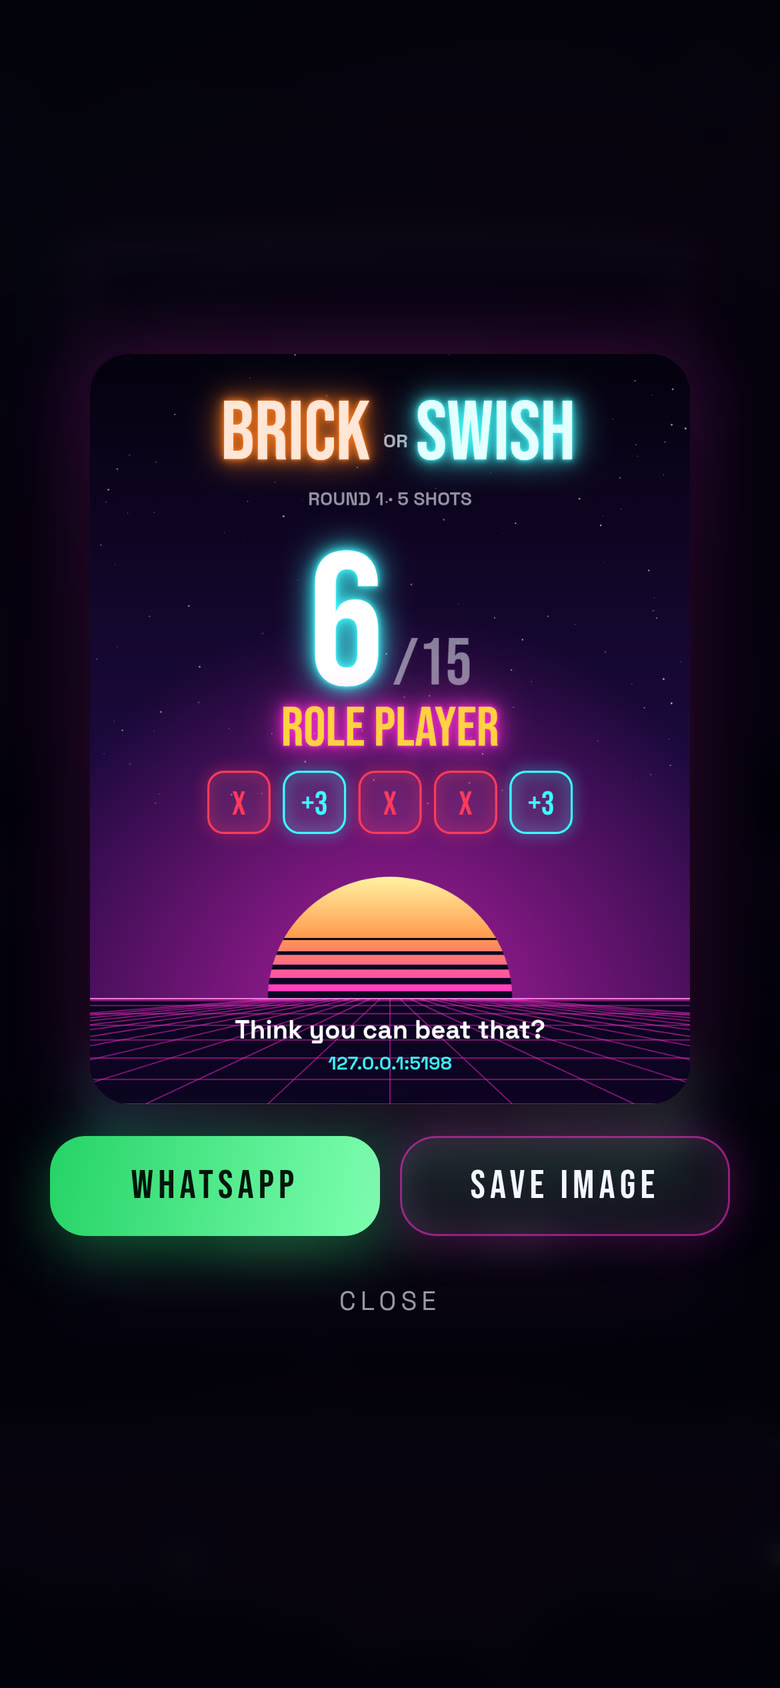 BRICK OR SWISH
ROUND 1 · 5 SHOTS
6/15
ROLE PLAYER
X +3 X X +3
Think you can beat that?
127.0.0.1:5198
WHATSAPP SAVE IMAGE
CLOSE